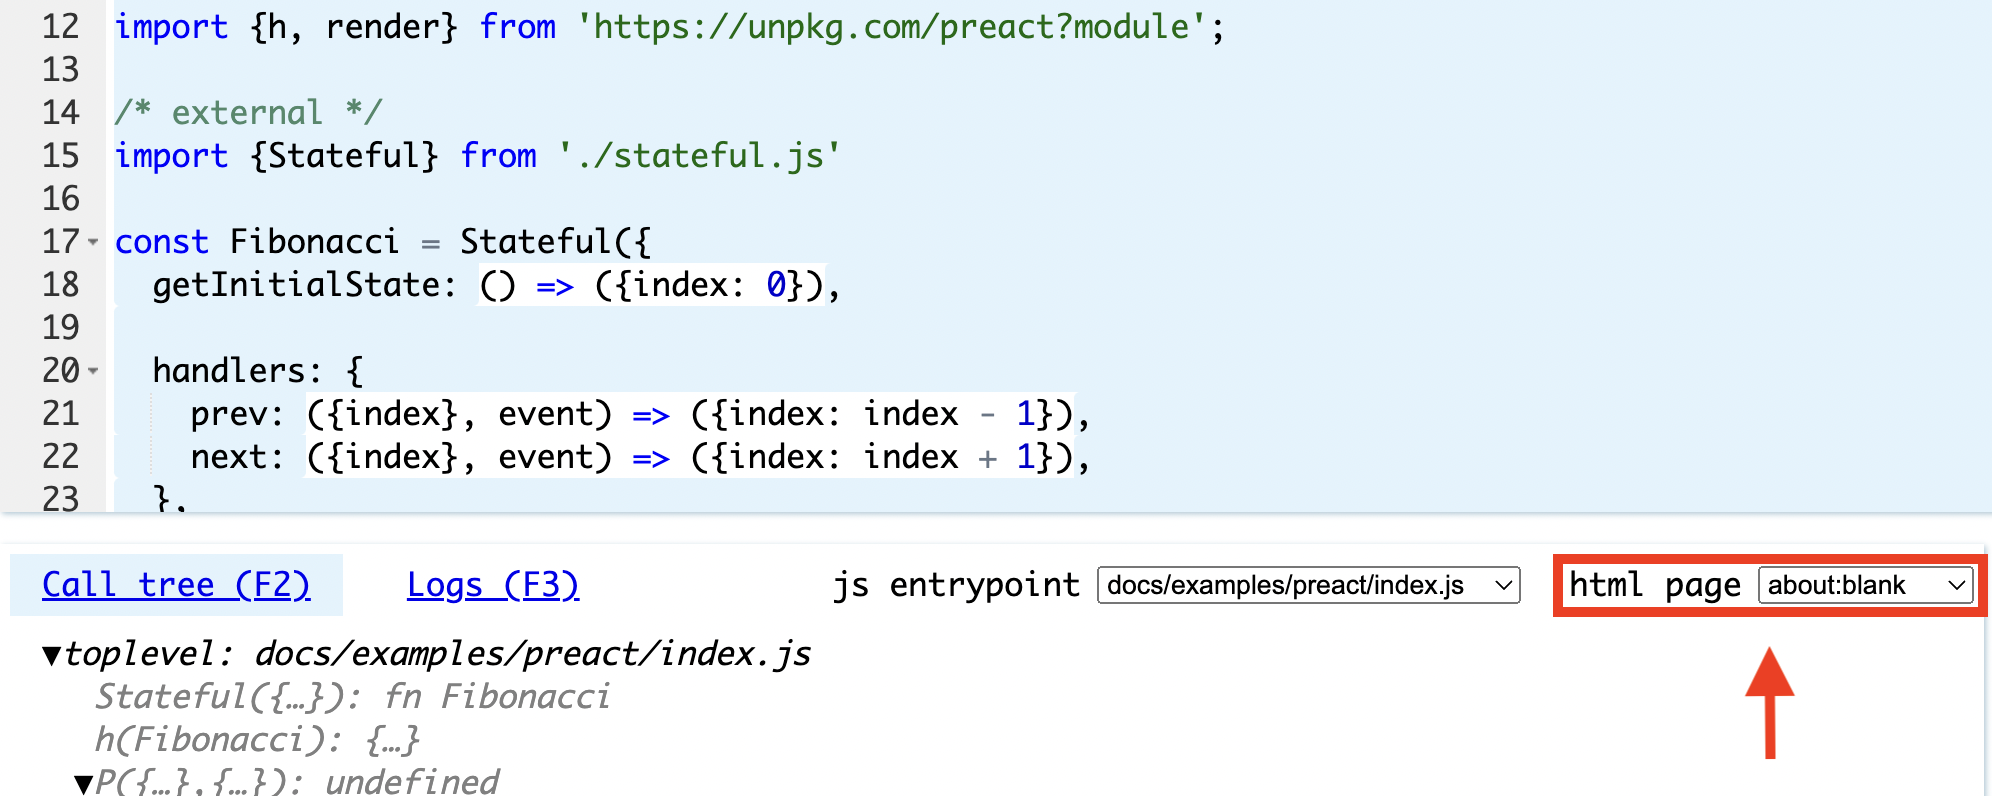 12 import {h, render} from 'https://unpkg.com/preact?module';
13
14 /* external */
15 import {Stateful} from './stateful.js'
16
17 const Fibonacci = Stateful({
18 getInitialState: () => ({index: 0}),
19
20 handlers: {
21 prev: ({index}, event) => ({index: index - 1}),
22 next: ({index}, event) => ({index: index + 1}),
23 },
Call tree (F2) Logs (F3) js entrypoint docs/examples/preact/index.js html page about:blank
▼toplevel: docs/examples/preact/index.js
Stateful({…}): fn Fibonacci
h(Fibonacci): {…}
▼P({…},{…}): undefined